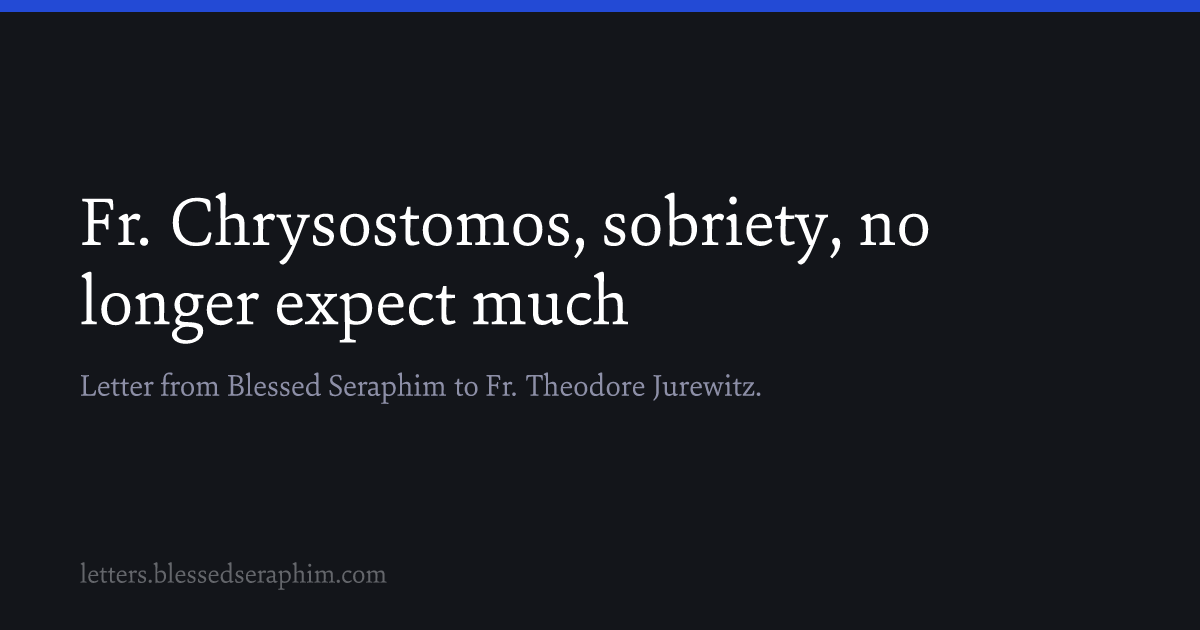 Fr. Chrysostomos, sobriety, no
longer expect much
Letter from Blessed Seraphim to Fr. Theodore Jurewitz.
letters.blessedseraphim.com